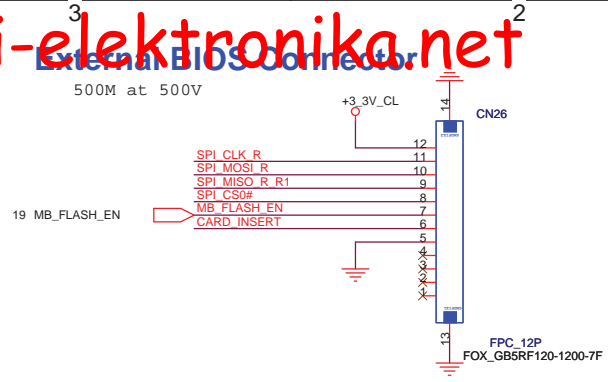 3 2
i-elektronika.net
External BIOS Connector
500M at 500V
+3_3V_CL
14
CN26
12
SPI_CLK_R 11
SPI_MOSI_R 10
SPI_MISO_R_R1 9
SPI_CS0# 8
19 MB_FLASH_EN MB_FLASH_EN 7
CARD_INSERT 6
5
4
3
2
1
13
FPC_12P
FOX_GB5RF120-1200-7F